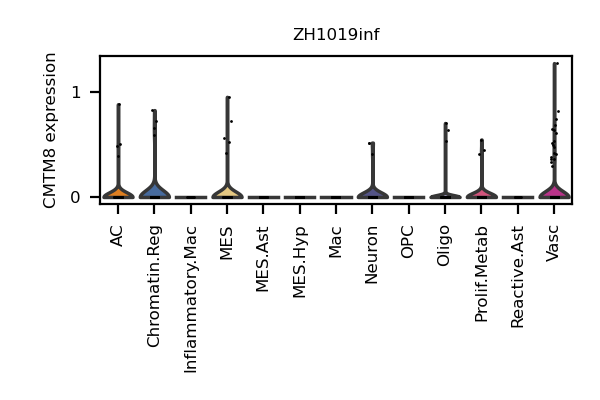 ZH1019inf
CMTM8 expression
1
0
AC
Chromatin.Reg
Inflammatory.Mac
MES
MES.Ast
MES.Hyp
Mac
Neuron
OPC
Oligo
Prolif.Metab
Reactive.Ast
Vasc